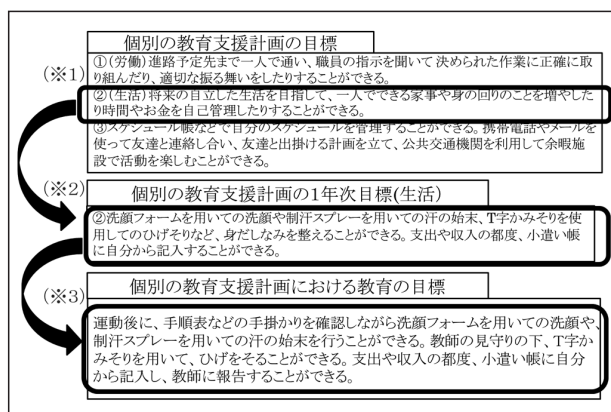 個別の教育支援計画の目標
(※1)
①(労働)進路予定先まで一人で通い、職員の指示を聞いて決められた作業に正確に取
り組んだり、適切な振る舞いをしたりすることができる。
②(生活)将来の自立した生活を目指して、一人でできる家事や身の回りのことを増やした
り時間やお金を自己管理したりすることができる。
③スケジュール帳などで自分のスケジュールを管理することができる。携帯電話やメールを
使って友達と連絡し合い、友達と出掛ける計画を立て、公共交通機関を利用して余暇施
設で活動を楽しむことができる。
(※2)
個別の教育支援計画の1年次目標(生活)
②洗顔フォームを用いての洗顔や制汗スプレーを用いての汗の始末、T字かみそりを使
用してのひげそりなど、身だしなみを整えることができる。支出や収入の都度、小遣い帳
に自分から記入することができる。
個別の教育支援計画における教育の目標
(※3)
運動後に、手順表などの手掛かりを確認しながら洗顔フォームを用いての洗顔や、
制汗スプレーを用いての汗の始末を行うことができる。教師の見守りの下、T字か
みそりを用いて、ひげをそることができる。支出や収入の都度、小遣い帳に自分
から記入し、教師に報告することができる。